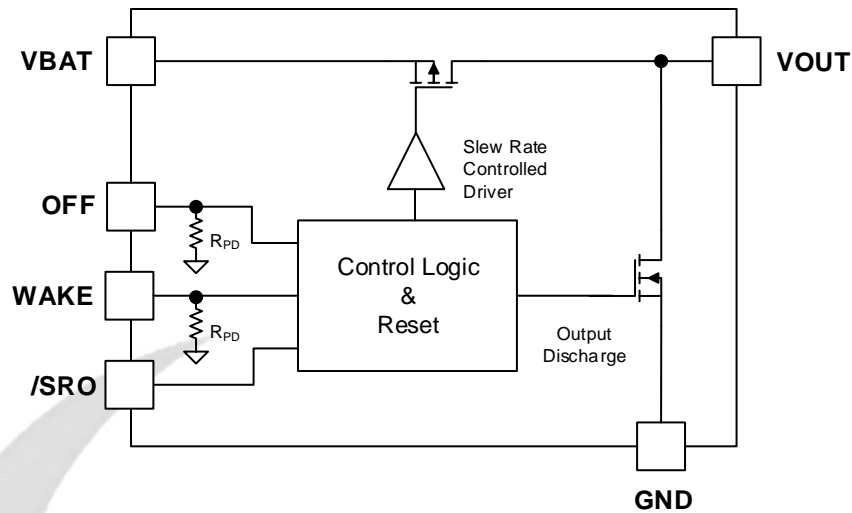 VBAT
VOUT
Slew Rate
Controlled
Driver
OFF
RPD
Control Logic
&
Reset
WAKE
RPD
Output
Discharge
/SRO
GND